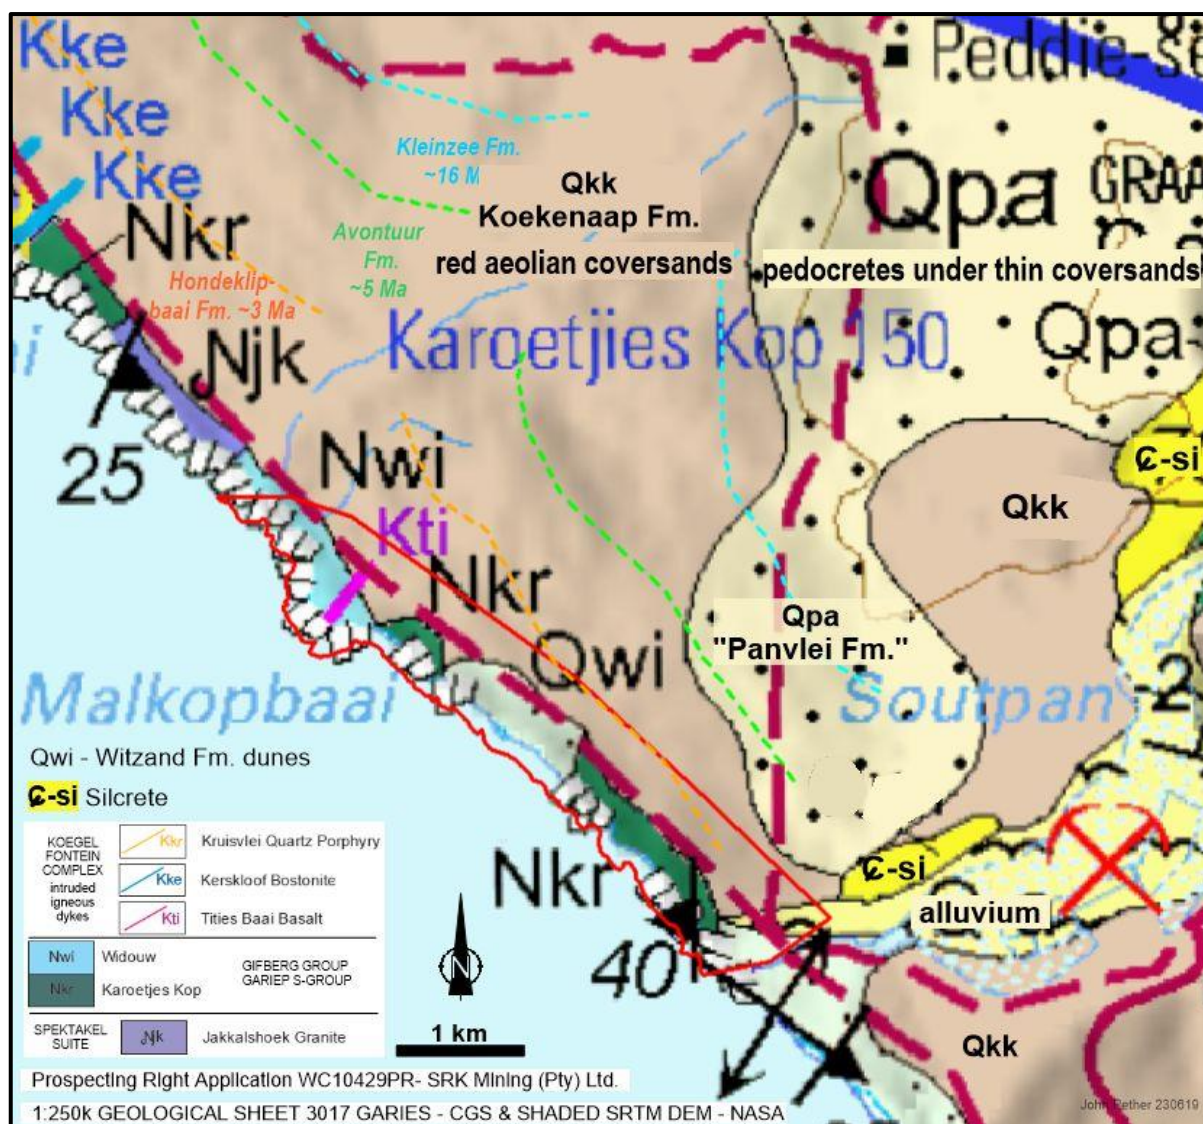 Kke
Kke
Kke
Peddie-se
Kleinzee Fm.
~16 M
Qkk
Koekenaap Fm.
red aeolian coversands
Qpa
GRAA
pedocretes under thin coversands
Nkr
Avontuur
Fm.
~5 Ma
Hondeklip-
baai Fm. ~3 Ma
Karoetjies Kop 150
Qpa
Njk
25
Nwi
Kti
Nkr
Qwi
Qkk
₵-si
Qpa
"Panvlei Fm."
Malkopbaai
Soutpan
Nkr
40
₵-si
alluvium
Qkk
Qwi - Witzand Fm. dunes
₵-si Silcrete
KOEGEL
FONTEIN
COMPLEX
intruded
igneous
dykes
Kkr Kruisvlei Quartz Porphyry
Kke Kerskloof Bostonite
Kti Tities Baai Basalt
Nwi Widouw
Nkr Karoetjes Kop
GIFBERG GROUP
GARIEP S-GROUP
SPEKTAKEL
SUITE
Njk Jakkalshoek Granite
N
1 km
Prospecting Right Application WC10429PR- SRK Mining (Pty) Ltd.
1:250k GEOLOGICAL SHEET 3017 GARIES - CGS & SHADED SRTM DEM - NASA
John Pether 230619